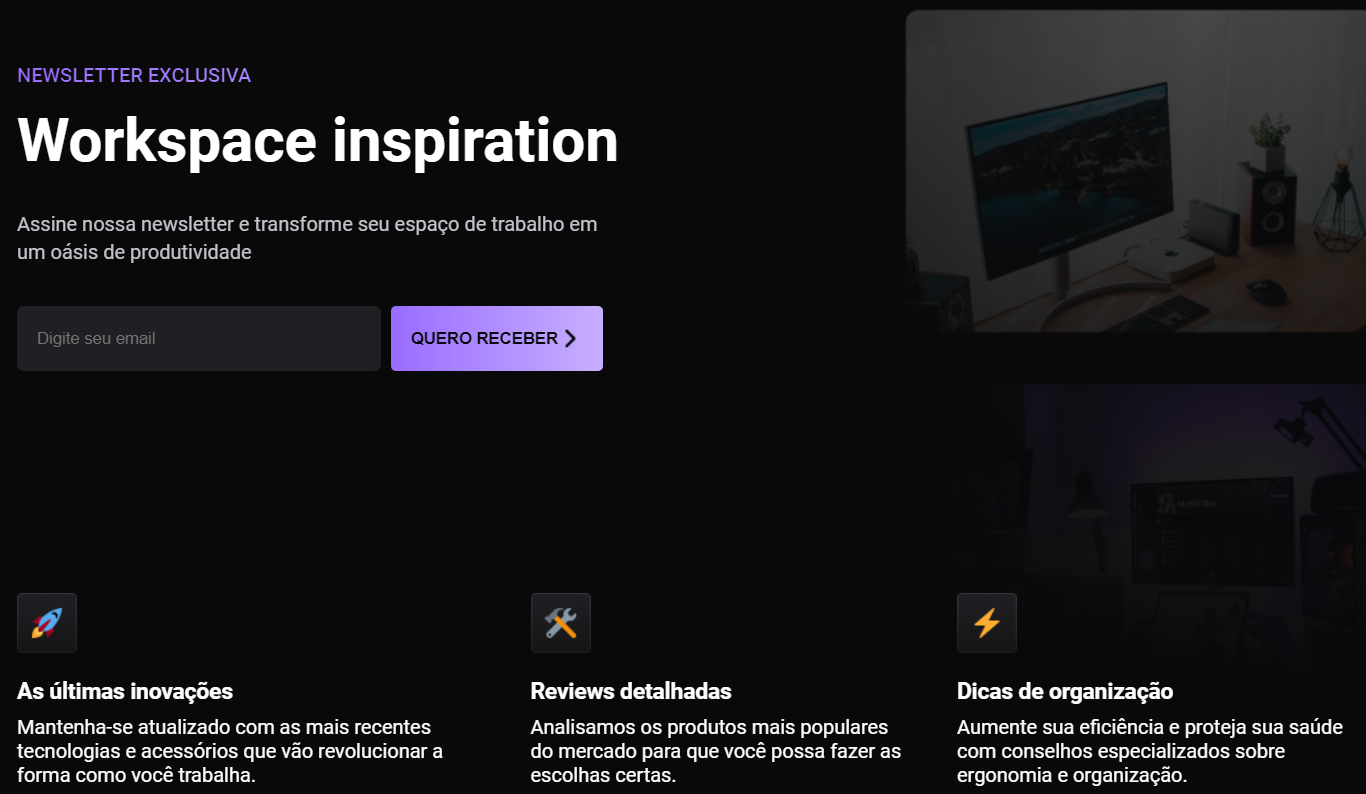 NEWSLETTER EXCLUSIVA
Workspace inspiration
Assine nossa newsletter e transforme seu espaço de trabalho em
um oásis de produtividade
Digite seu email
QUERO RECEBER
As últimas inovações
Mantenha-se atualizado com as mais recentes
tecnologias e acessórios que vão revolucionar a
forma como você trabalha.
Reviews detalhadas
Analisamos os produtos mais populares
do mercado para que você possa fazer as
escolhas certas.
Dicas de organização
Aumente sua eficiência e proteja sua saúde
com conselhos especializados sobre
ergonomia e organização.